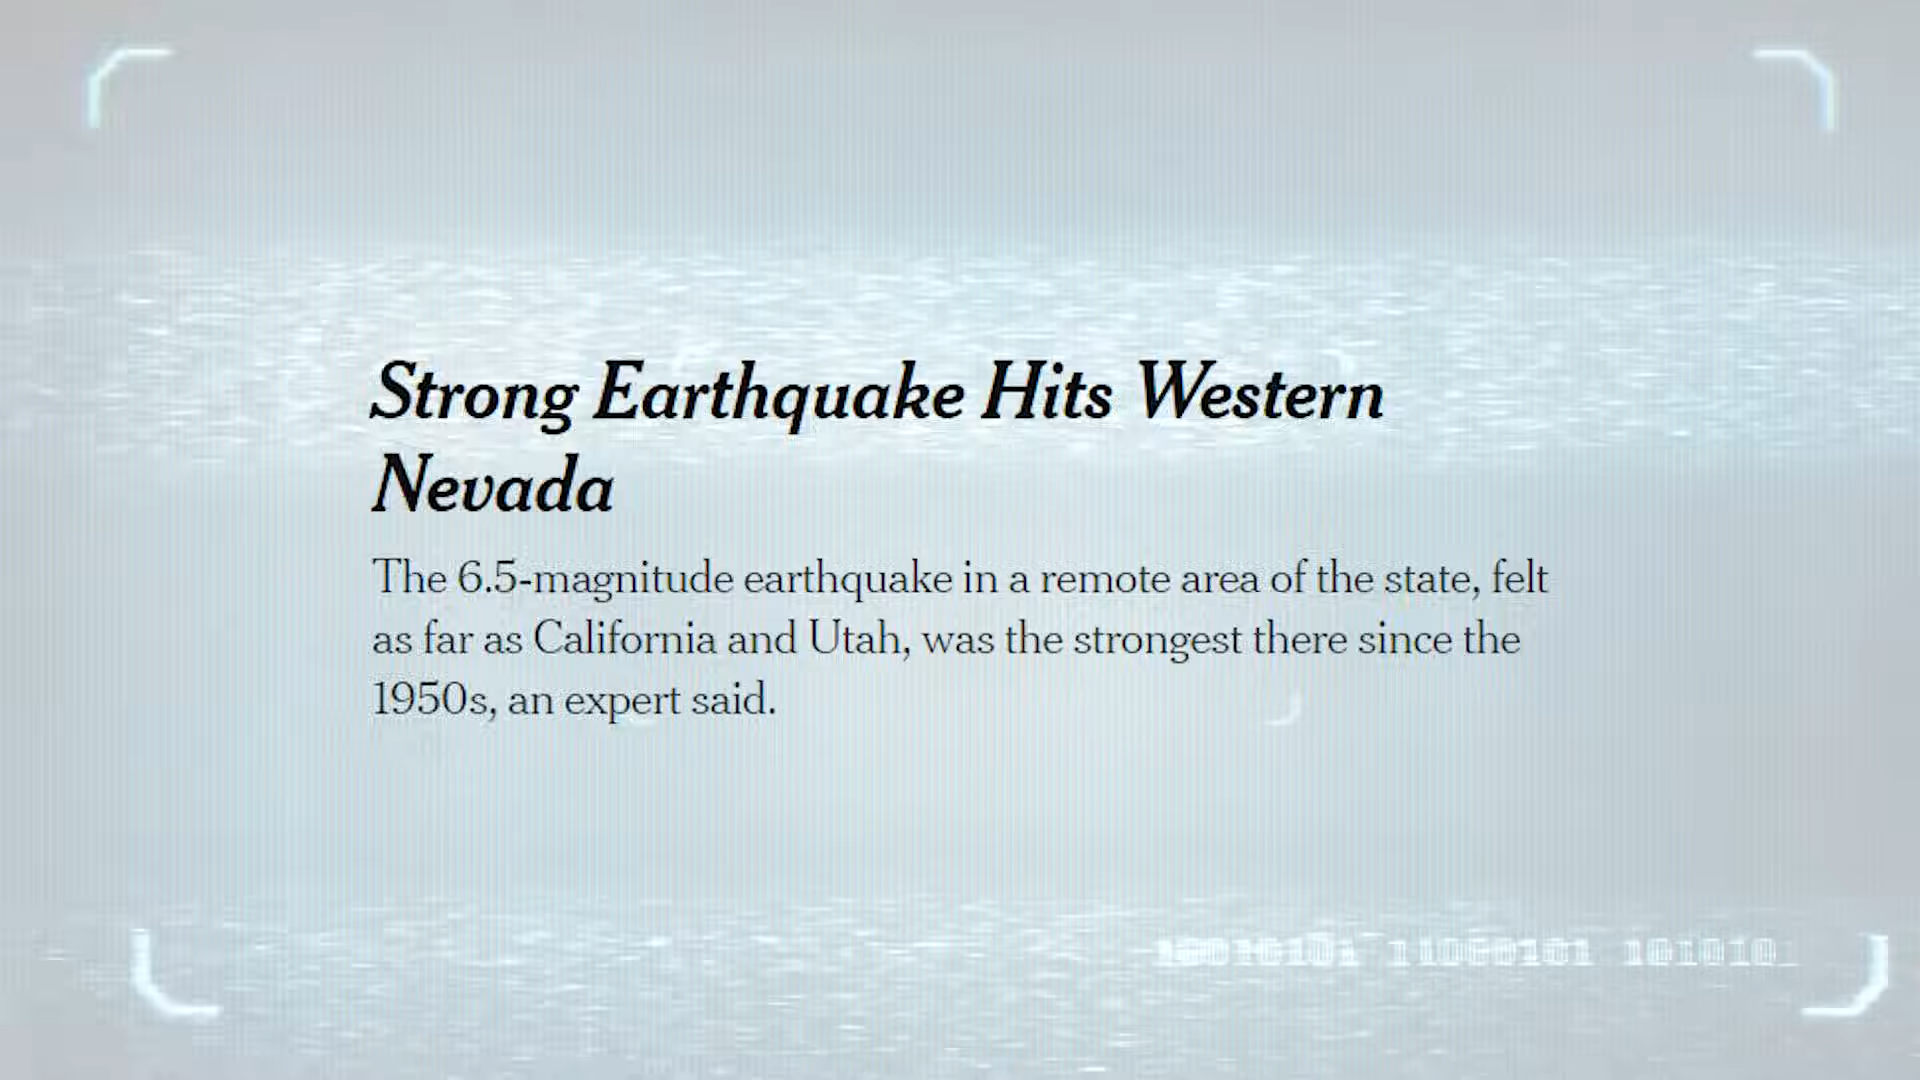 Strong Earthquake Hits Western
Nevada
The 6.5-magnitude earthquake in a remote area of the state, felt
as far as California and Utah, was the strongest there since the
1950s, an expert said.